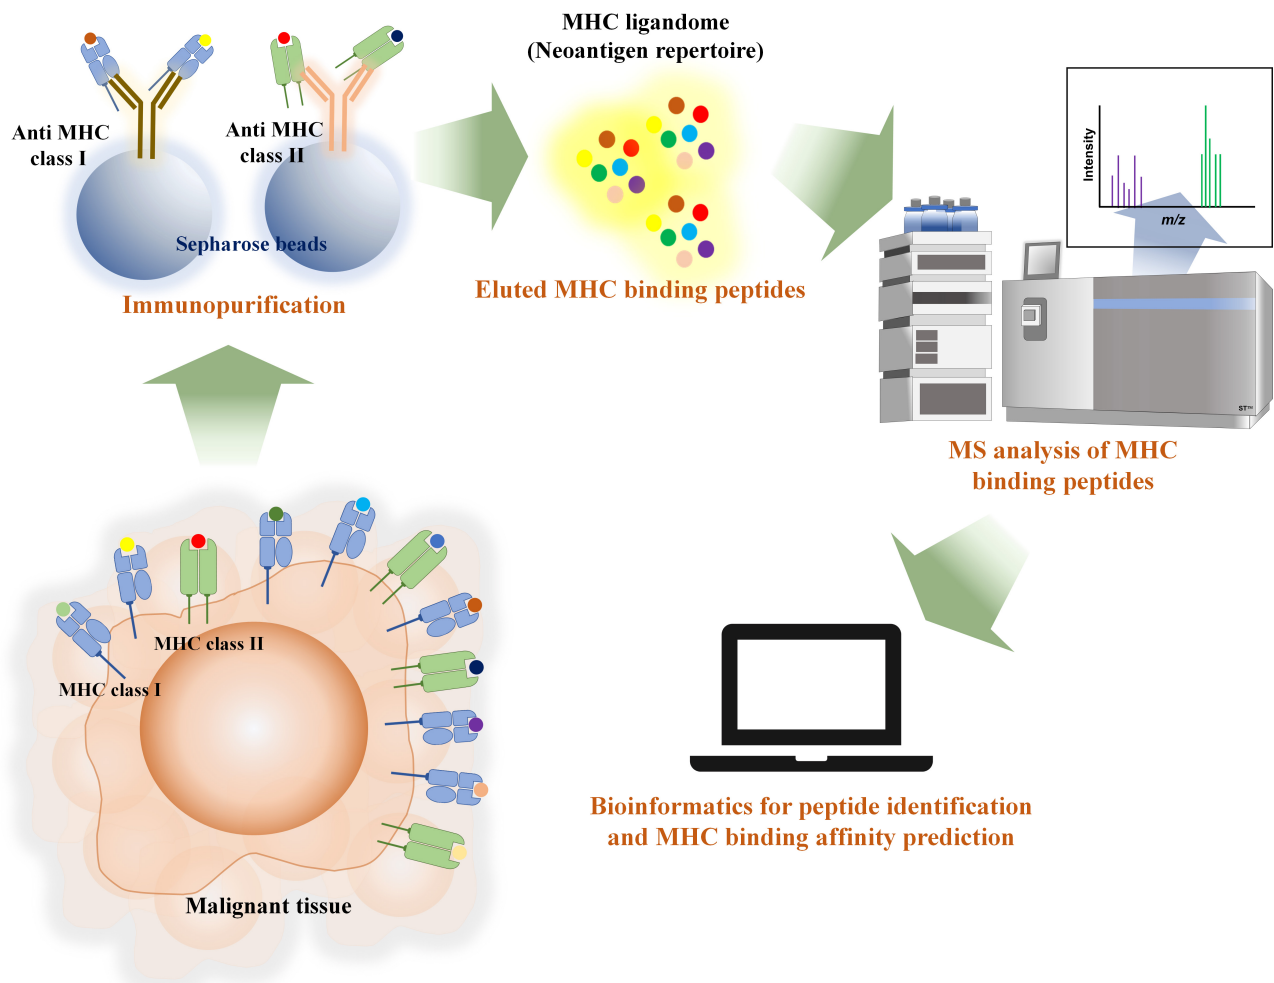 MHC ligandome
(Neoantigen repertoire)
Anti MHC
class I
Anti MHC
class II
Sepharose beads
Immunopurification
Eluted MHC binding peptides
Intensity
m/z
ST™
MS analysis of MHC
binding peptides
MHC class II
MHC class I
Malignant tissue
Bioinformatics for peptide identification
and MHC binding affinity prediction